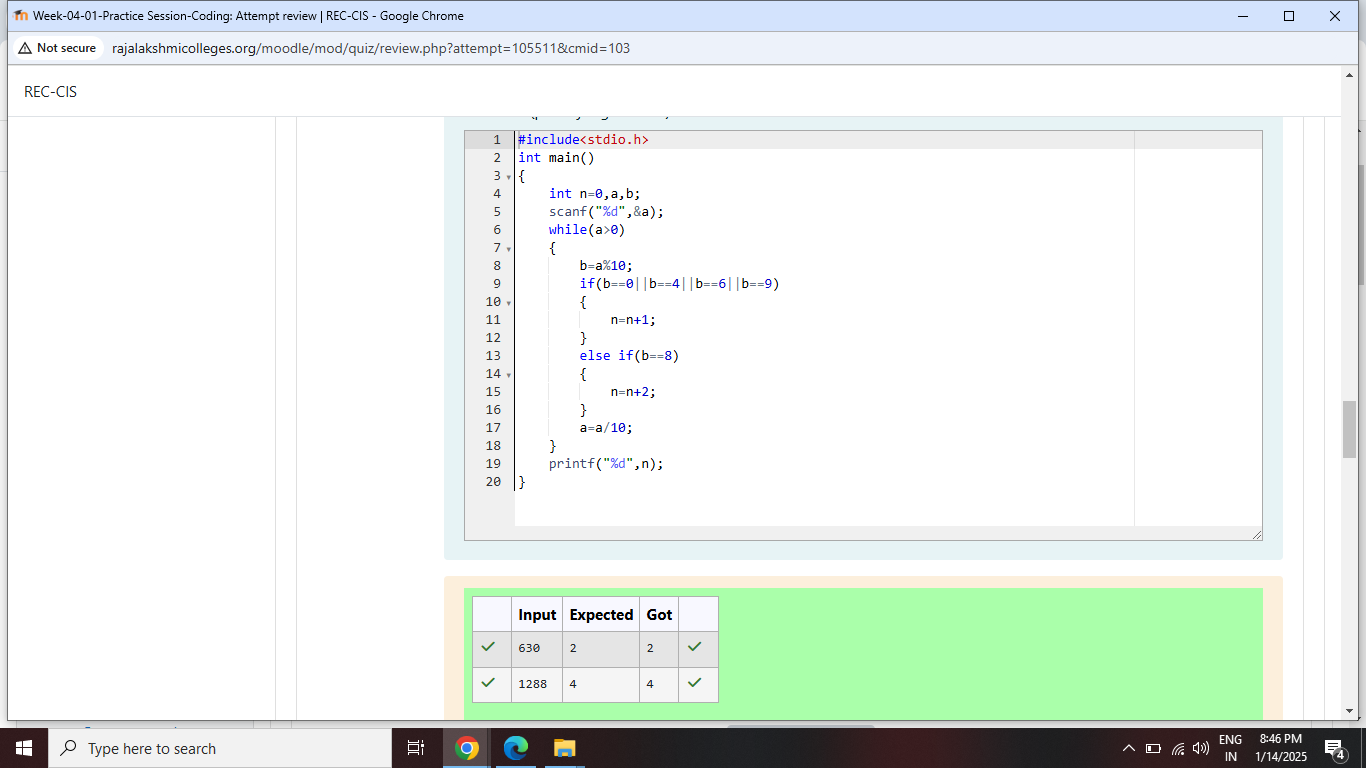 Week-04-01-Practice Session-Coding: Attempt review | REC-CIS - Google Chrome
Not secure rajalakshmicolleges.org/moodle/mod/quiz/review.php?attempt=105511&cmid=103
REC-CIS
1 #include<stdio.h>
2 int main()
3 {
4     int n=0,a,b;
5     scanf("%d",&a);
6     while(a>0)
7     {
8         b=a%10;
9         if(b==0||b==4||b==6||b==9)
10         {
11             n=n+1;
12         }
13         else if(b==8)
14         {
15             n=n+2;
16         }
17         a=a/10;
18     }
19     printf("%d",n);
20 }
Input Expected Got
630 2 2
1288 4 4
Type here to search
ENG 8:46 PM
IN 1/14/2025 4